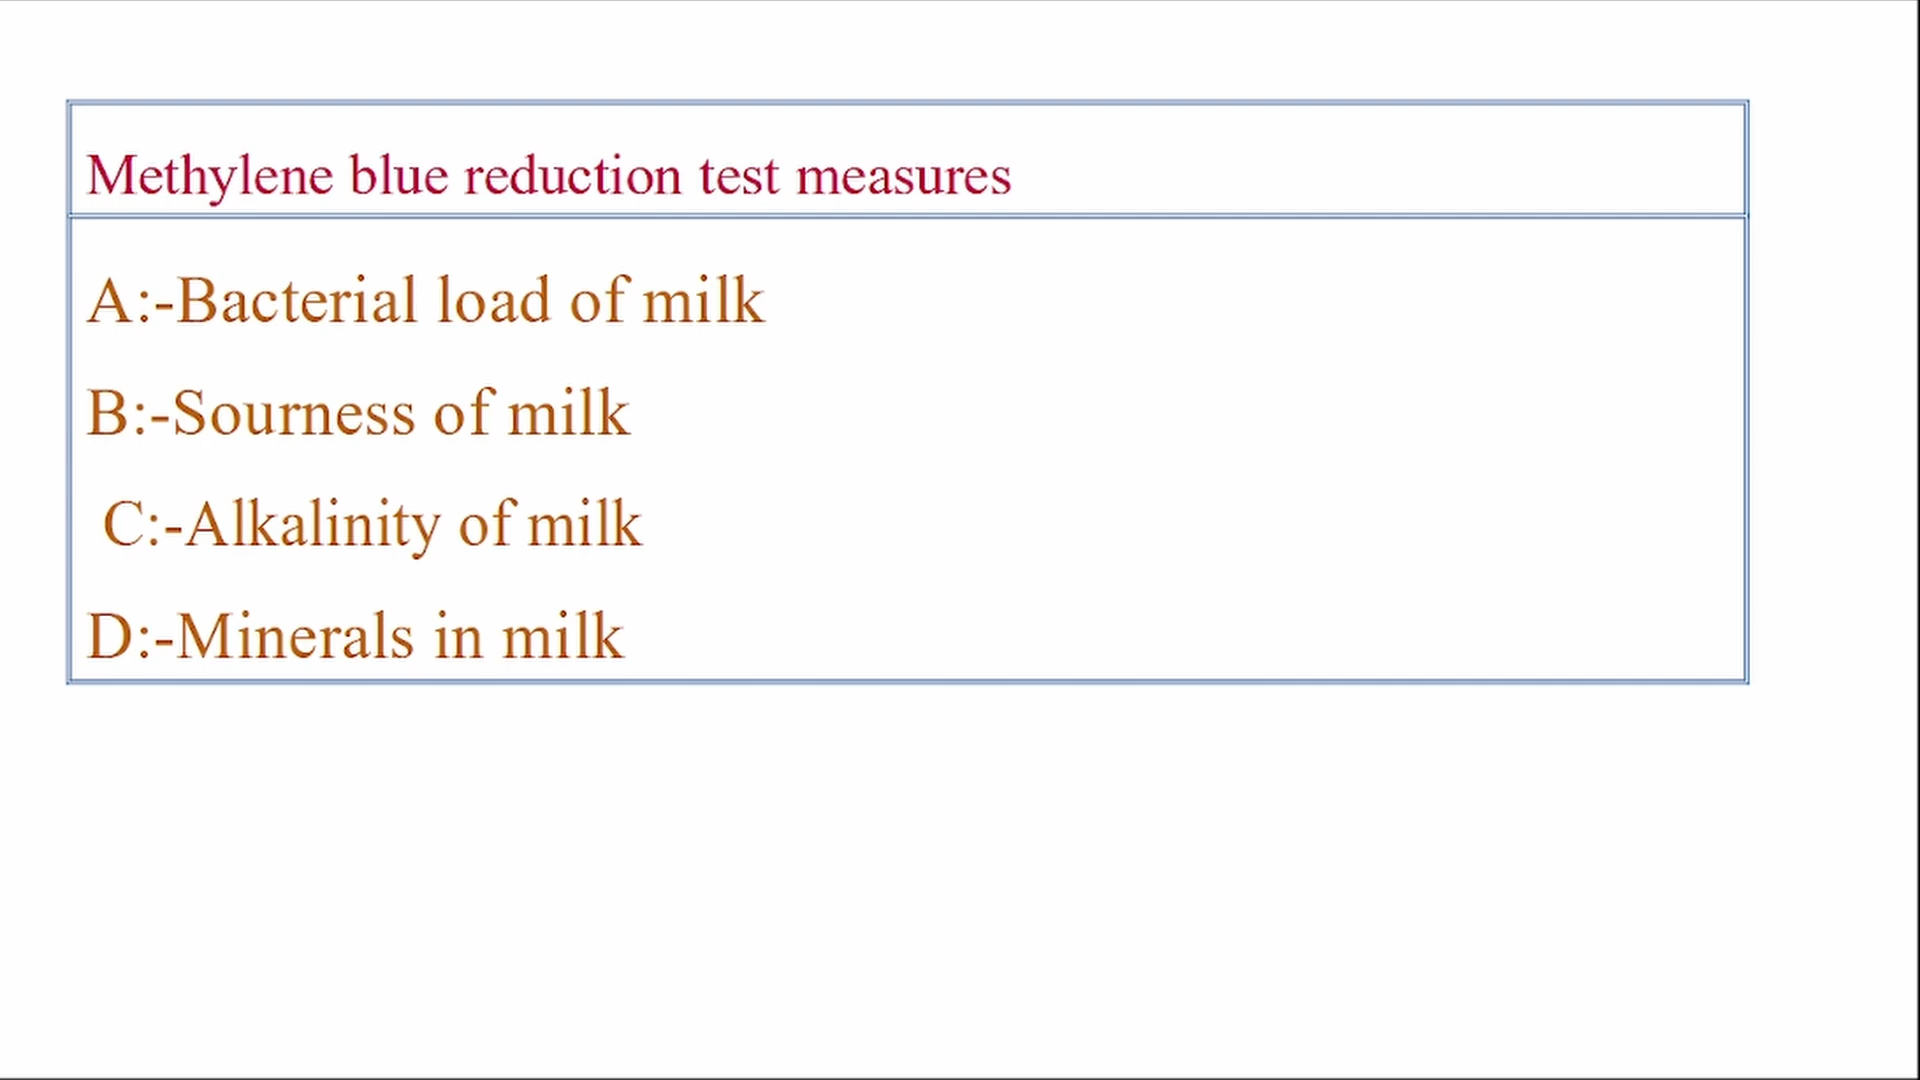 Methylene blue reduction test measures
A:-Bacterial load of milk
B:-Sourness of milk
C:-Alkalinity of milk
D:-Minerals in milk